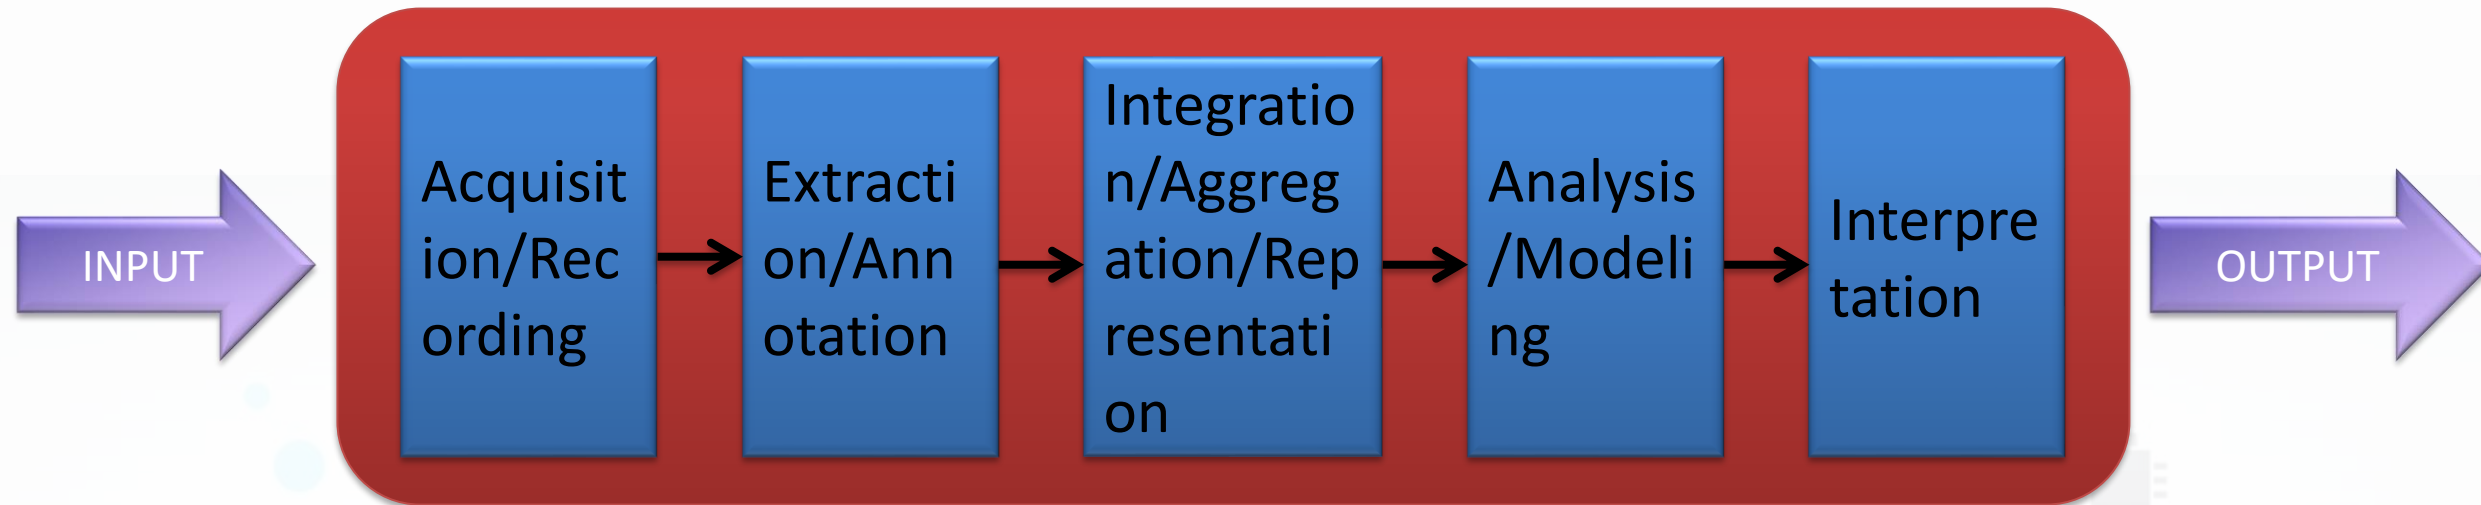 INPUT
Acquisit
ion/Rec
ording
Extracti
on/Ann
otation
Integratio
n/Aggreg
ation/Rep
resentati
on
Analysis
/Modeli
ng
Interpre
tation
OUTPUT